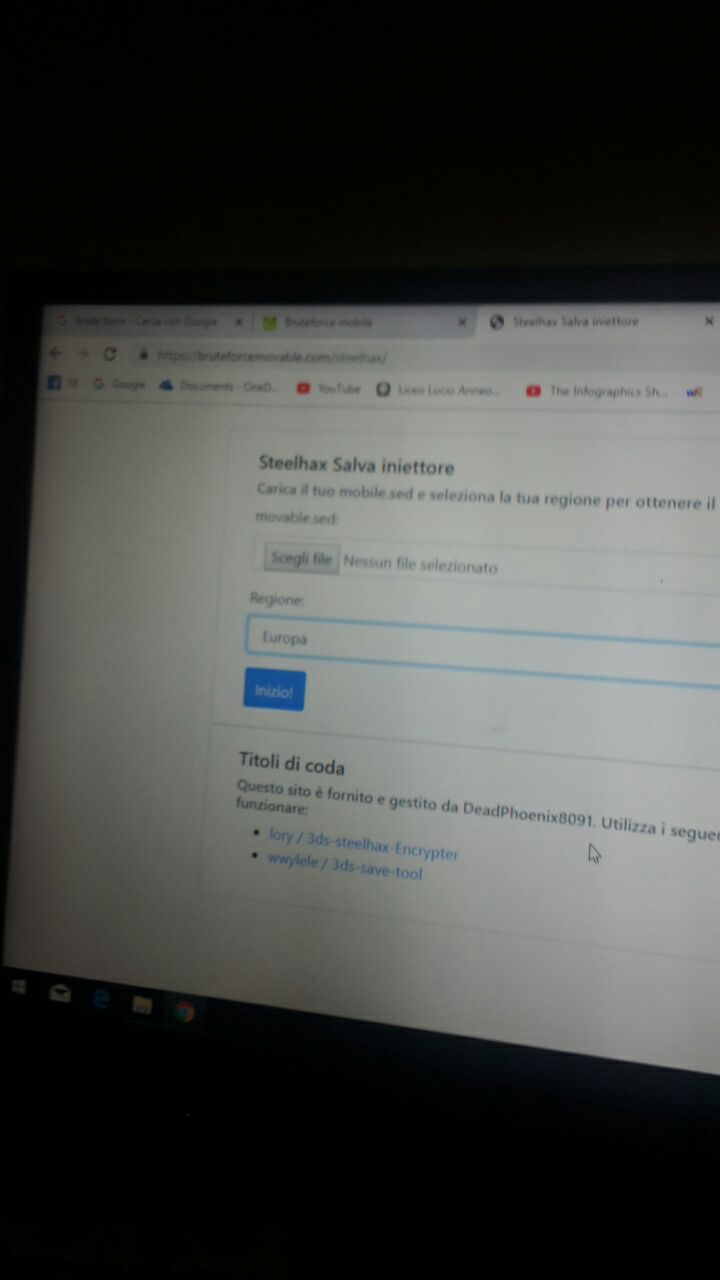 brute force - Cerca con Google
Bruteforce mobile
Steelhax Salva iniettore
https://bruteforcemovable.com/steelhax/
Google
Documents - OneD...
YouTube
Liceo Lucio Anneo...
The Infographics Sh...
Steelhax Salva iniettore
Carica il tuo mobile.sed e seleziona la tua regione per ottenere il
movable.sed:
Scegli file Nessun file selezionato
Regione:
Europa
Inizio!
Titoli di coda
Questo sito è fornito e gestito da DeadPhoenix8091. Utilizza i seguen
funzionare:
lory / 3ds-steelhax-Encrypter
wwylele / 3ds-save-tool